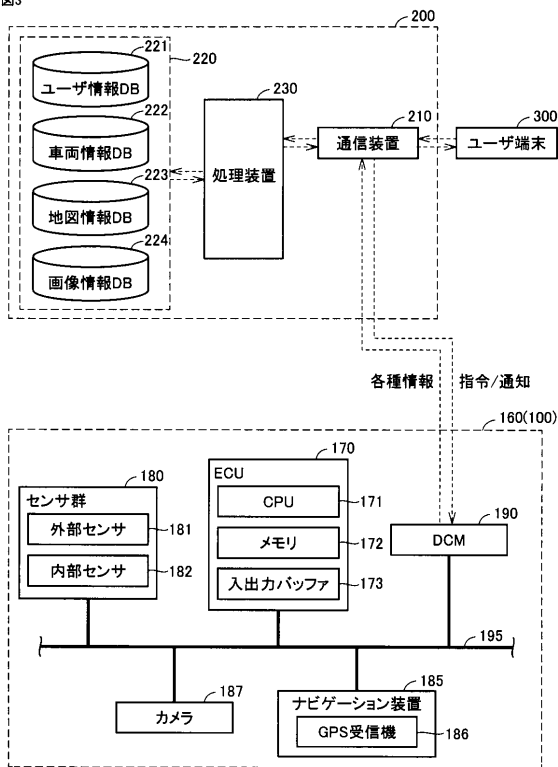 図3
200
221
220
ユーザ情報DB
222
車両情報DB
223
地図情報DB
224
画像情報DB
230
処理装置
210
通信装置
300
ユーザ端末
各種情報
指令/通知
160(100)
180
センサ群
外部センサ
181
内部センサ
182
170
ECU
CPU
171
メモリ
172
入出力バッファ
173
190
DCM
195
187
カメラ
185
ナビゲーション装置
GPS受信機
186